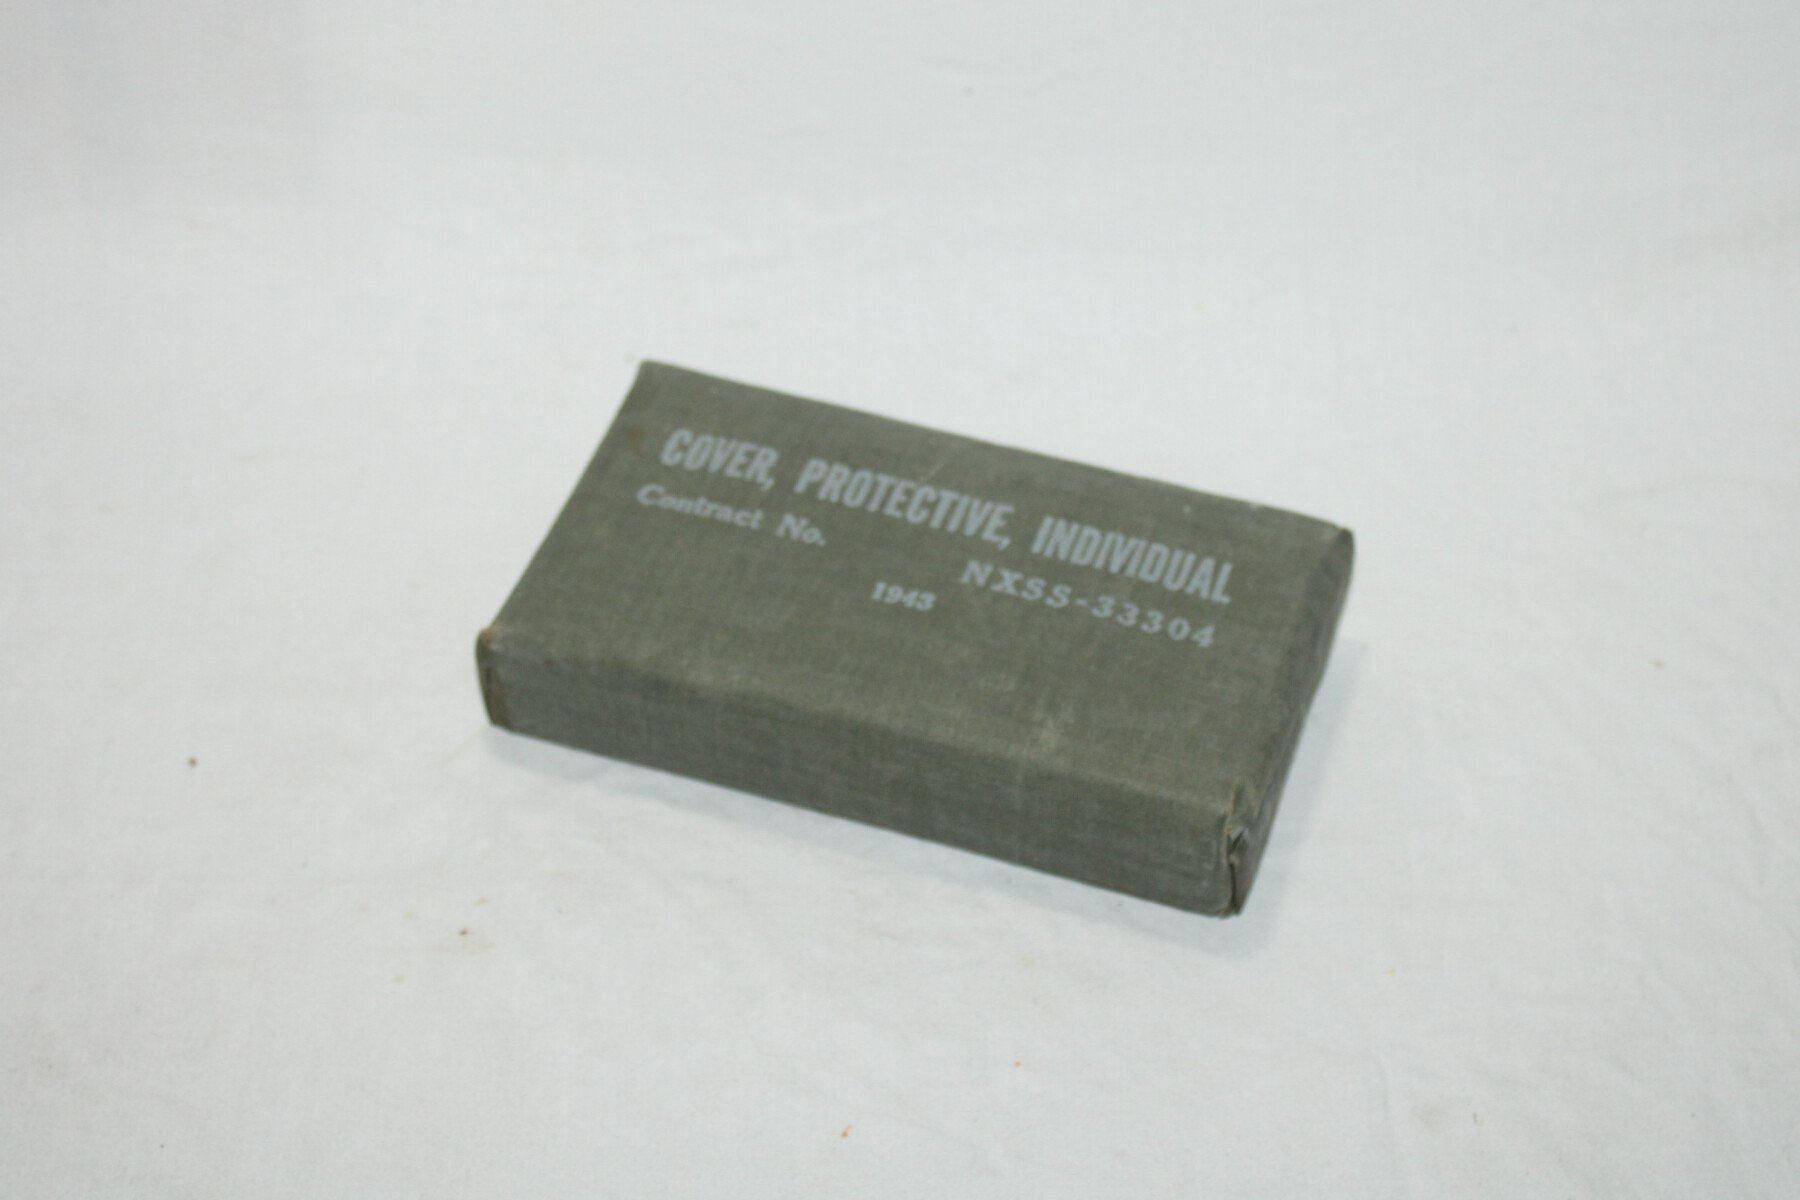 COVER, PROTECTIVE, INDIVIDUAL
Contract No. NXSS-33304
1943